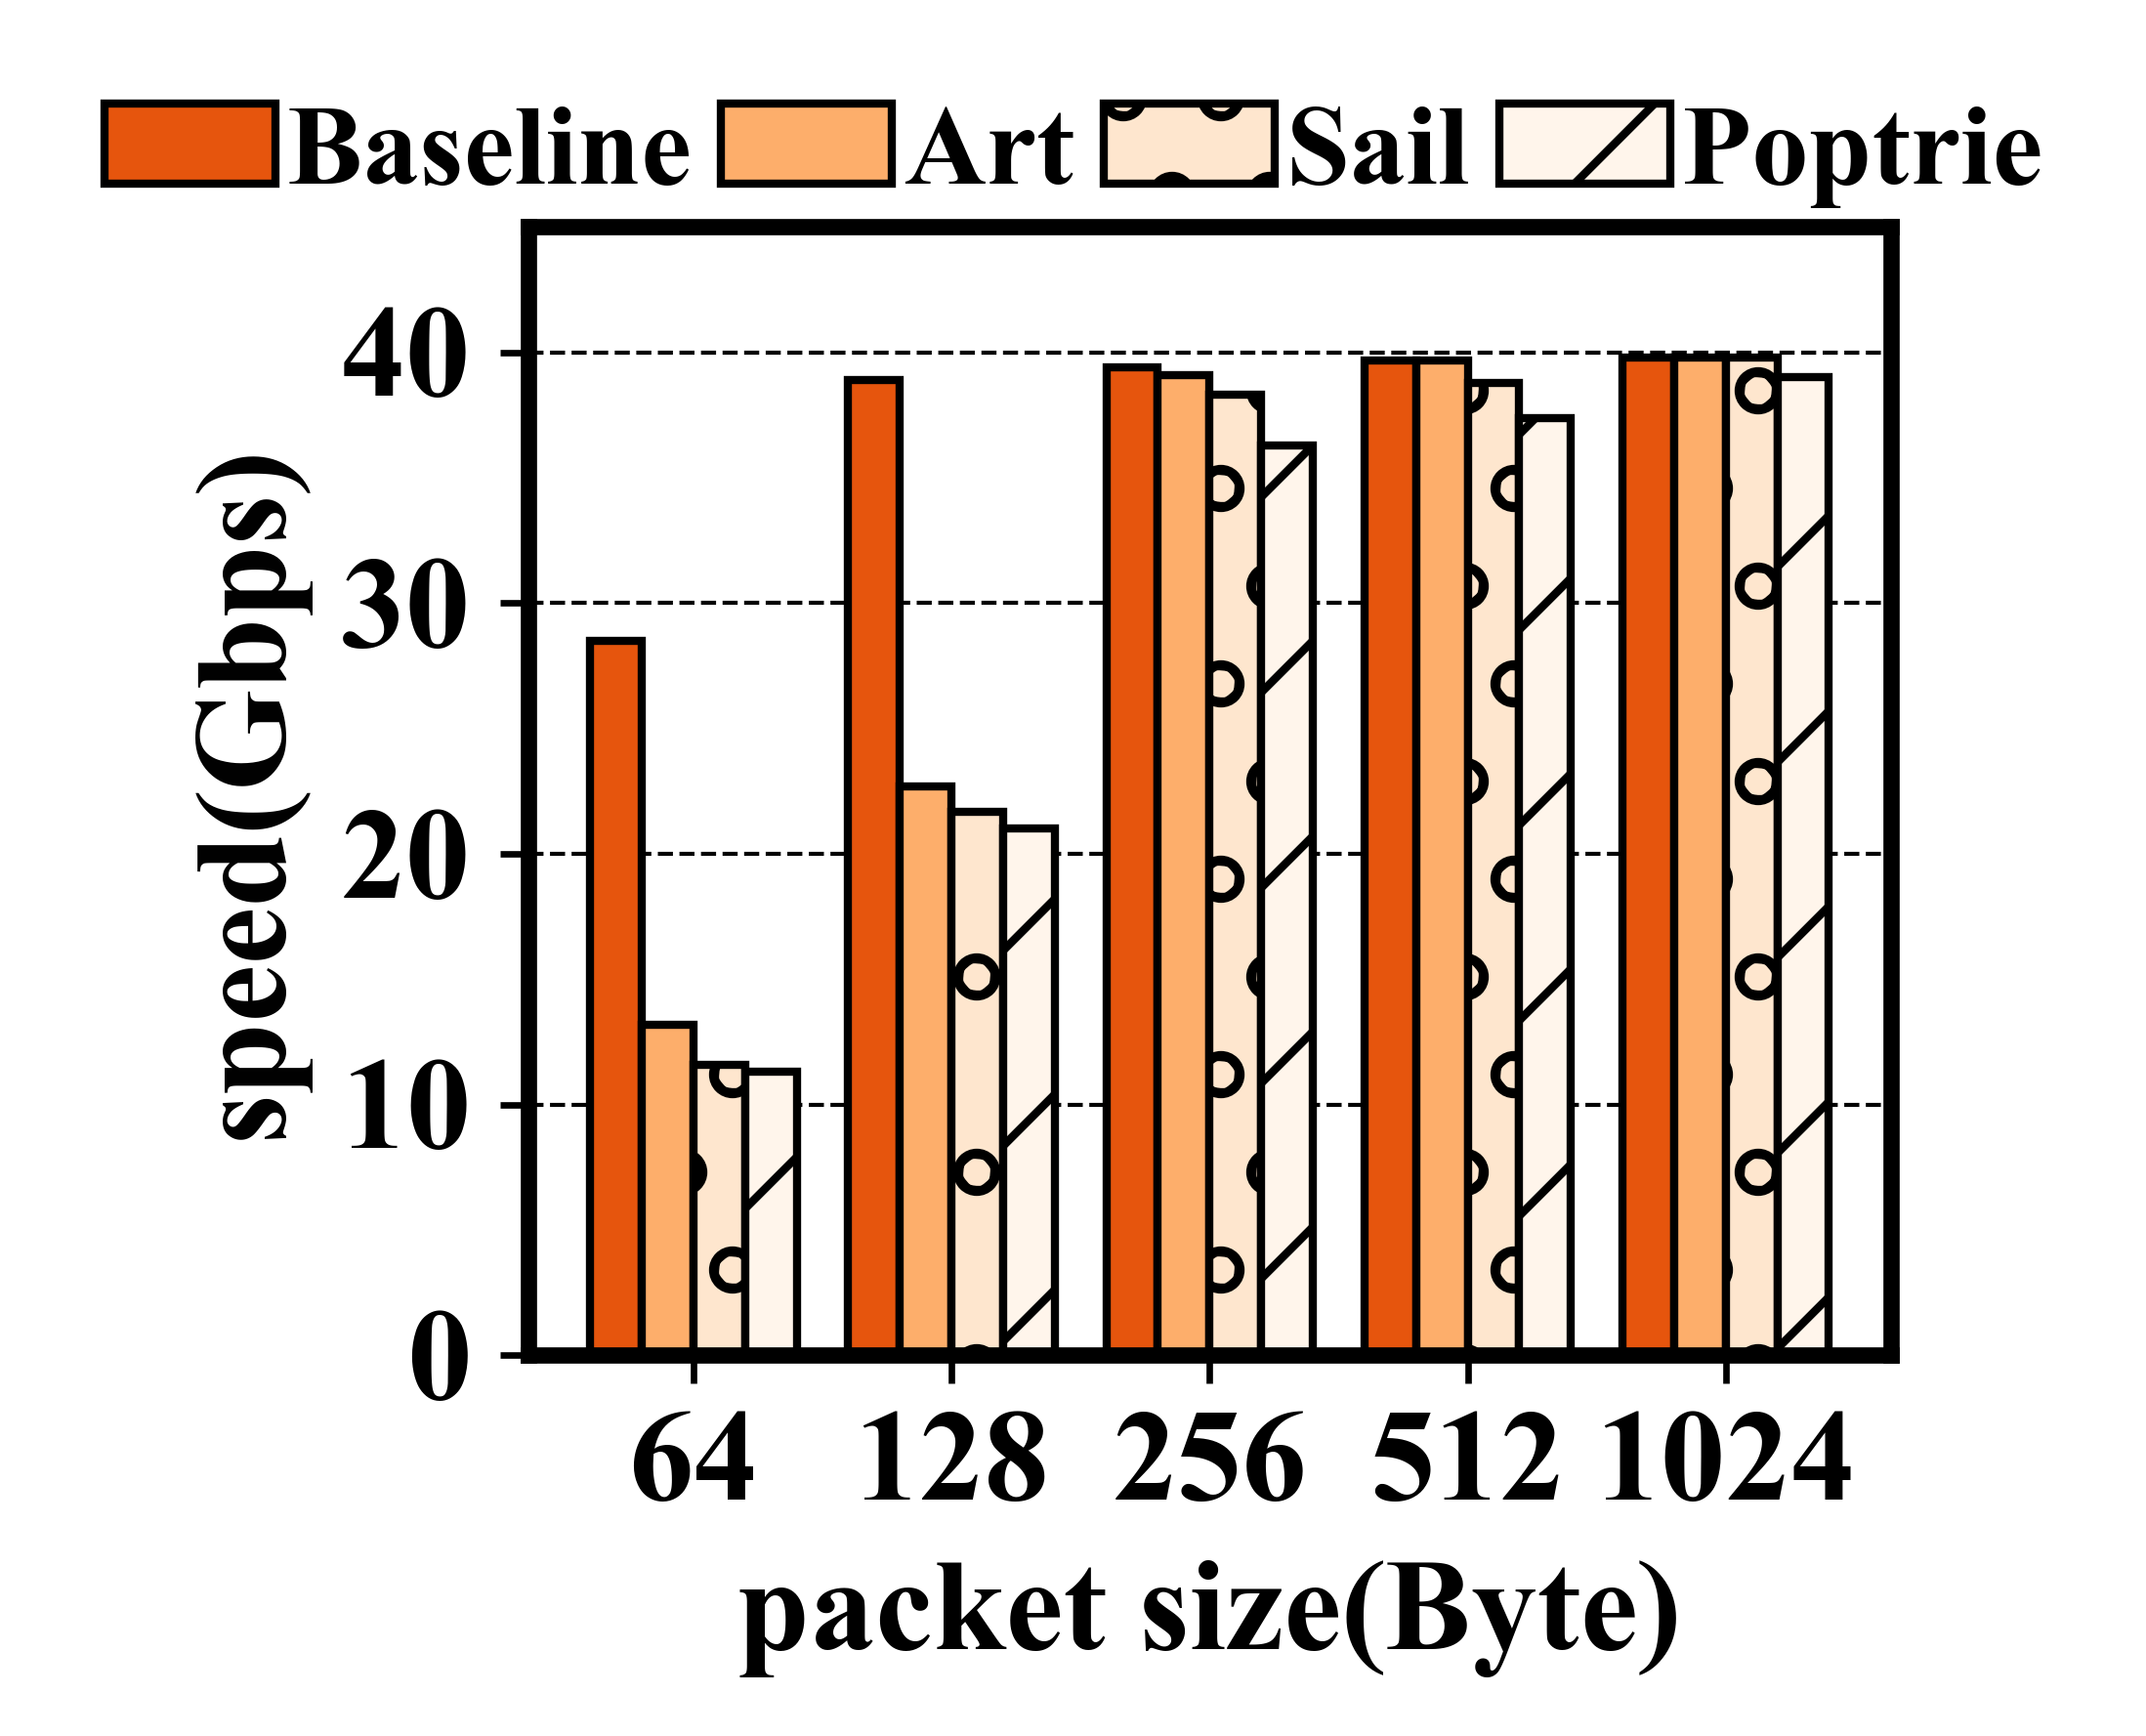 Baseline Art Sail Poptrie
speed(Gbps)
40
30
20
10
0
64 128 256 512 1024
packet size(Byte)